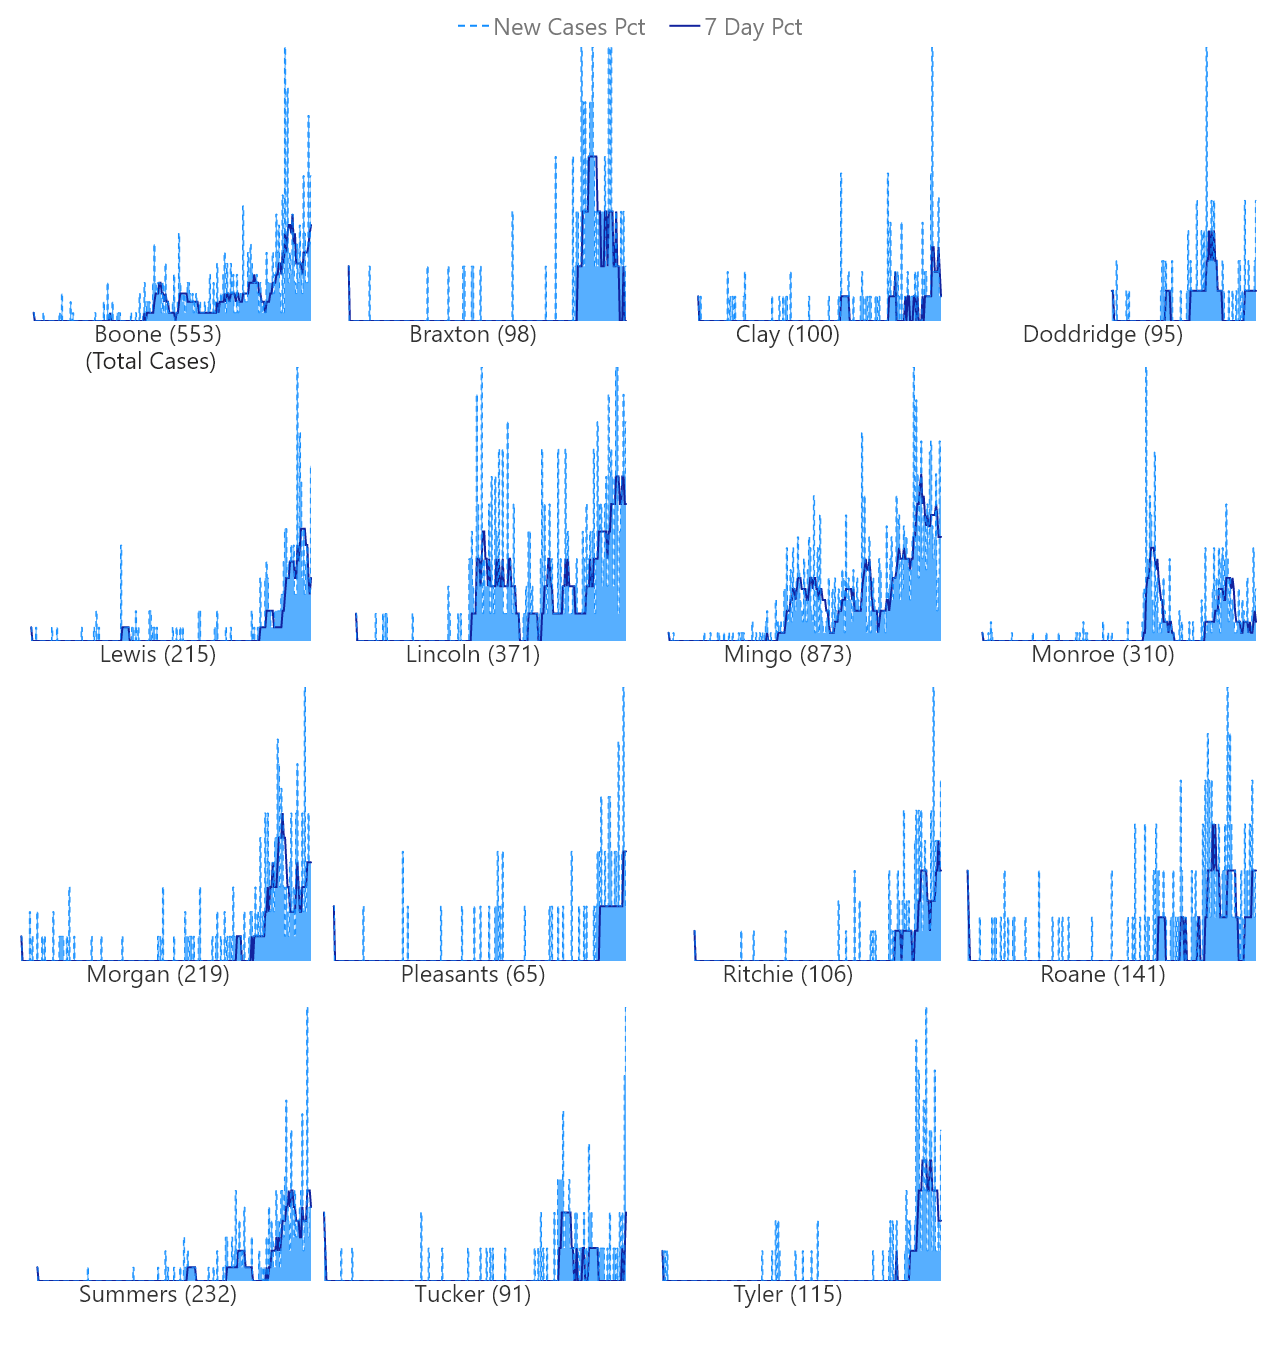 New Cases Pct 7 Day Pct
Boone (553) Braxton (98) Clay (100) Doddridge (95)
(Total Cases)
Lewis (215) Lincoln (371) Mingo (873) Monroe (310)
Morgan (219) Pleasants (65) Ritchie (106) Roane (141)
Summers (232) Tucker (91) Tyler (115)